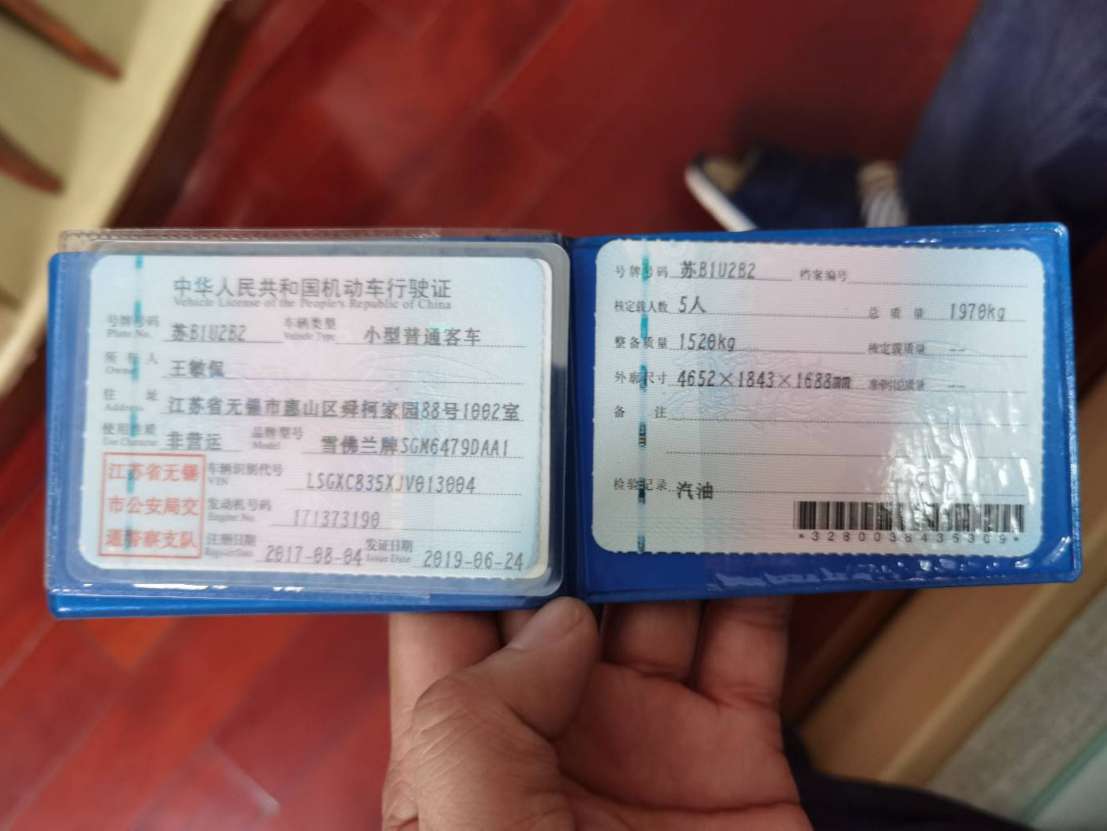 中华人民共和国机动车行驶证
Vehicle License of the People's Republic of China
号牌号码 苏B1U2B2 车辆类型 小型普通客车
Plate No. Vehicle Type
所有人 王敏侃
Owner
住址 江苏省无锡市惠山区舜柯家园88号1002室
Address
使用性质 非营运 品牌型号 雪佛兰牌SGM6479DAA1
Use Character Model
江苏省无锡
市公安局交
通警察支队
车辆识别代号 LSGXC835XJV013004
VIN
发动机号码 171373190
Engine No.
注册日期 2017-08-04 发证日期 2019-06-24
Register Date Issue Date
号牌号码 苏B1U2B2 档案编号
核定载人数 5人 总质量 1970kg
整备质量 1520kg 核定载质量 --
外廓尺寸 4652×1843×1688mm 准牵引总质量 --
备注
检验记录 汽油